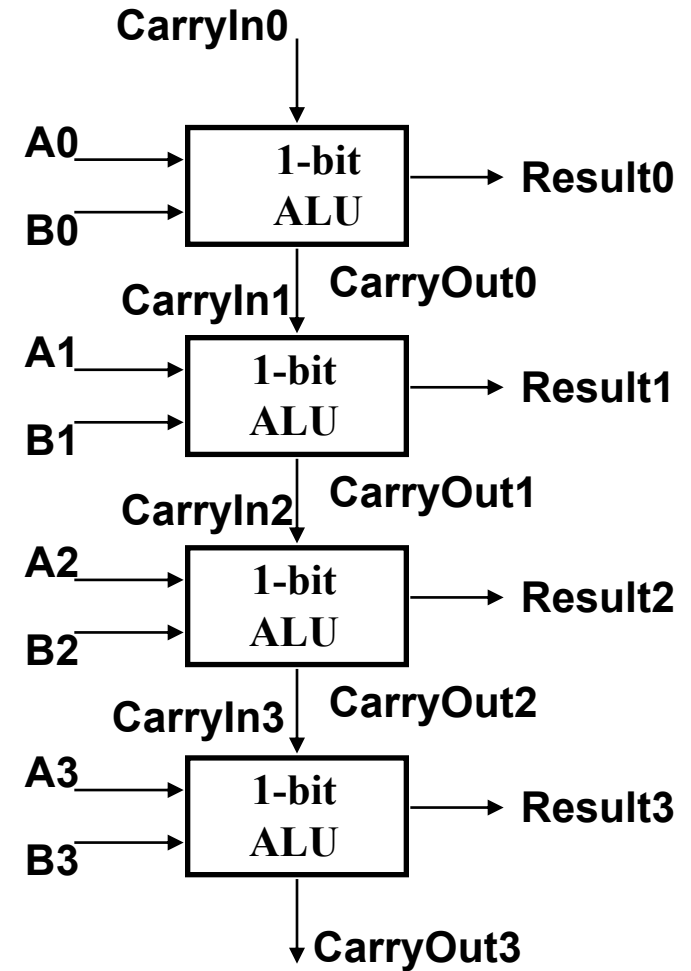 CarryIn0
A0
1-bit
ALU
Result0
B0
CarryIn1
CarryOut0
A1
1-bit
ALU
Result1
B1
CarryIn2
CarryOut1
A2
1-bit
ALU
Result2
B2
CarryIn3
CarryOut2
A3
1-bit
ALU
Result3
B3
CarryOut3